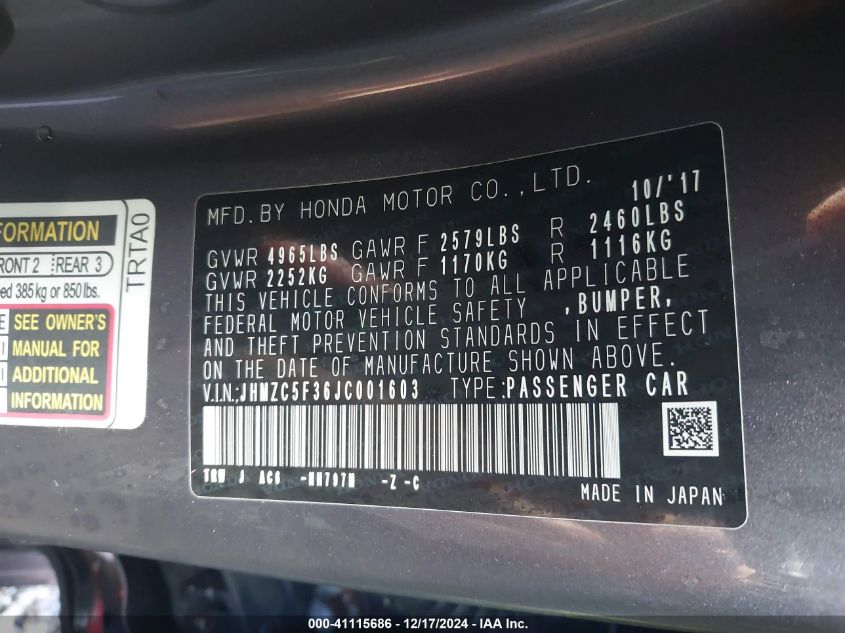 MFD.BY HONDA MOTOR CO.,LTD. 10/'17
GVWR 4965LBS GAWR F 2579LBS R 2460LBS
GVWR 2252KG GAWR F 1170KG R 1116KG
THIS VEHICLE CONFORMS TO ALL APPLICABLE
FEDERAL MOTOR VEHICLE SAFETY ,BUMPER,
AND THEFT PREVENTION STANDARDS IN EFFECT
ON THE DATE OF MANUFACTURE SHOWN ABOVE.
V.I.N.:JHMZC5F36JC001603 TYPE:PASSENGER CAR
J AC6 -NH797M -Z -C
MADE IN JAPAN
FORMATION
FRONT 2 REAR 3
ed 385 kg or 850 lbs.
SEE OWNER'S
MANUAL FOR
ADDITIONAL
INFORMATION
TRTA0
000-41115686 - 12/17/2024 - IAA Inc.